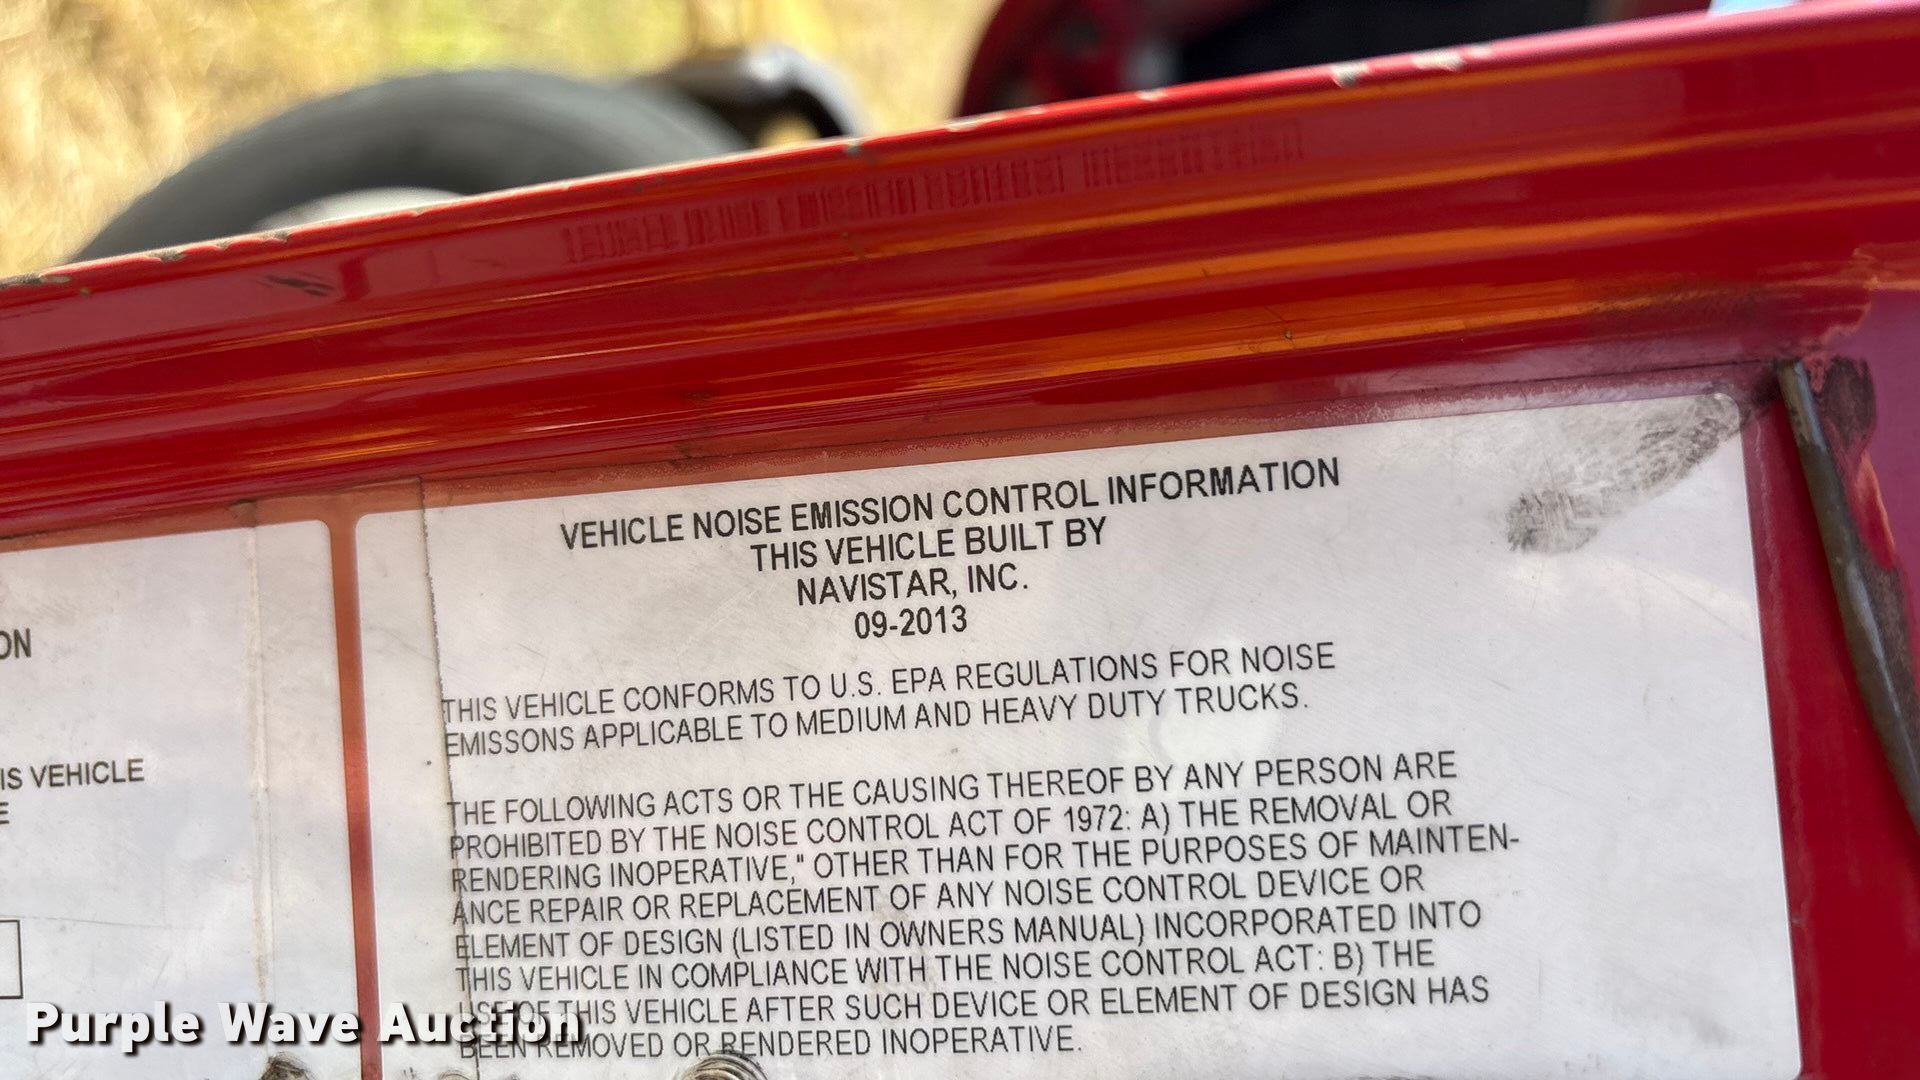 VEHICLE NOISE EMISSION CONTROL INFORMATION
THIS VEHICLE BUILT BY
NAVISTAR, INC.
09-2013
THIS VEHICLE CONFORMS TO U.S. EPA REGULATIONS FOR NOISE
EMISSONS APPLICABLE TO MEDIUM AND HEAVY DUTY TRUCKS.
THE FOLLOWING ACTS OR THE CAUSING THEREOF BY ANY PERSON ARE
PROHIBITED BY THE NOISE CONTROL ACT OF 1972: A) THE REMOVAL OR
RENDERING INOPERATIVE," OTHER THAN FOR THE PURPOSES OF MAINTEN-
ANCE REPAIR OR REPLACEMENT OF ANY NOISE CONTROL DEVICE OR
ELEMENT OF DESIGN (LISTED IN OWNERS MANUAL) INCORPORATED INTO
THIS VEHICLE IN COMPLIANCE WITH THE NOISE CONTROL ACT: B) THE
USE OF THIS VEHICLE AFTER SUCH DEVICE OR ELEMENT OF DESIGN HAS
BEEN REMOVED OR RENDERED INOPERATIVE.
ON
IS VEHICLE
E
Purple Wave Auction